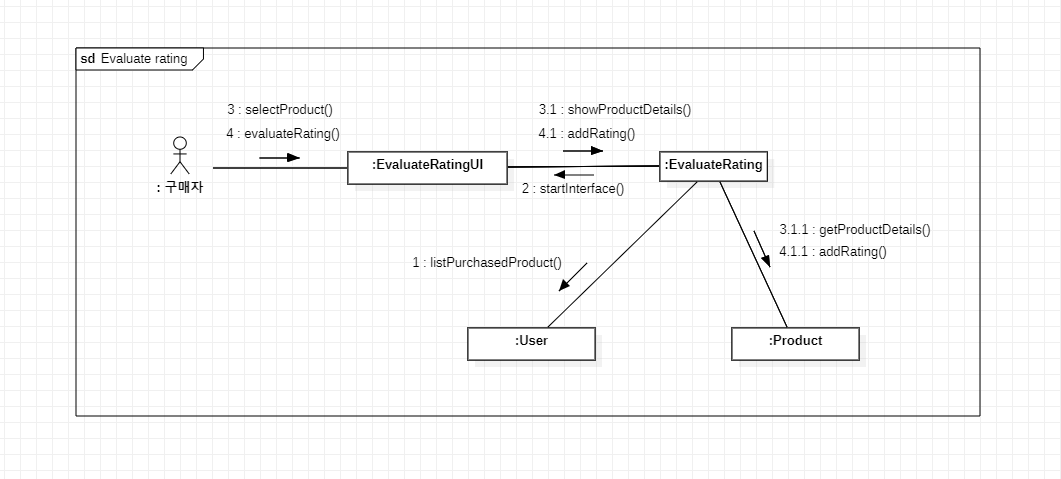 sd Evaluate rating
3 : selectProduct()
4 : evaluateRating()
3.1 : showProductDetails()
4.1 : addRating()
: 구매자
:EvaluateRatingUI
:EvaluateRating
2 : startInterface()
3.1.1 : getProductDetails()
4.1.1 : addRating()
1 : listPurchasedProduct()
:User
:Product